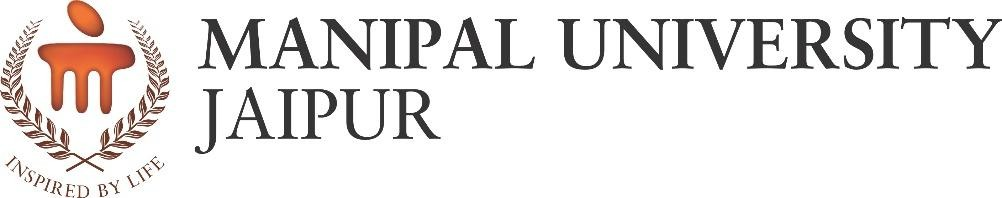 MANIPAL UNIVERSITY
JAIPUR
INSPIRED BY LIFE